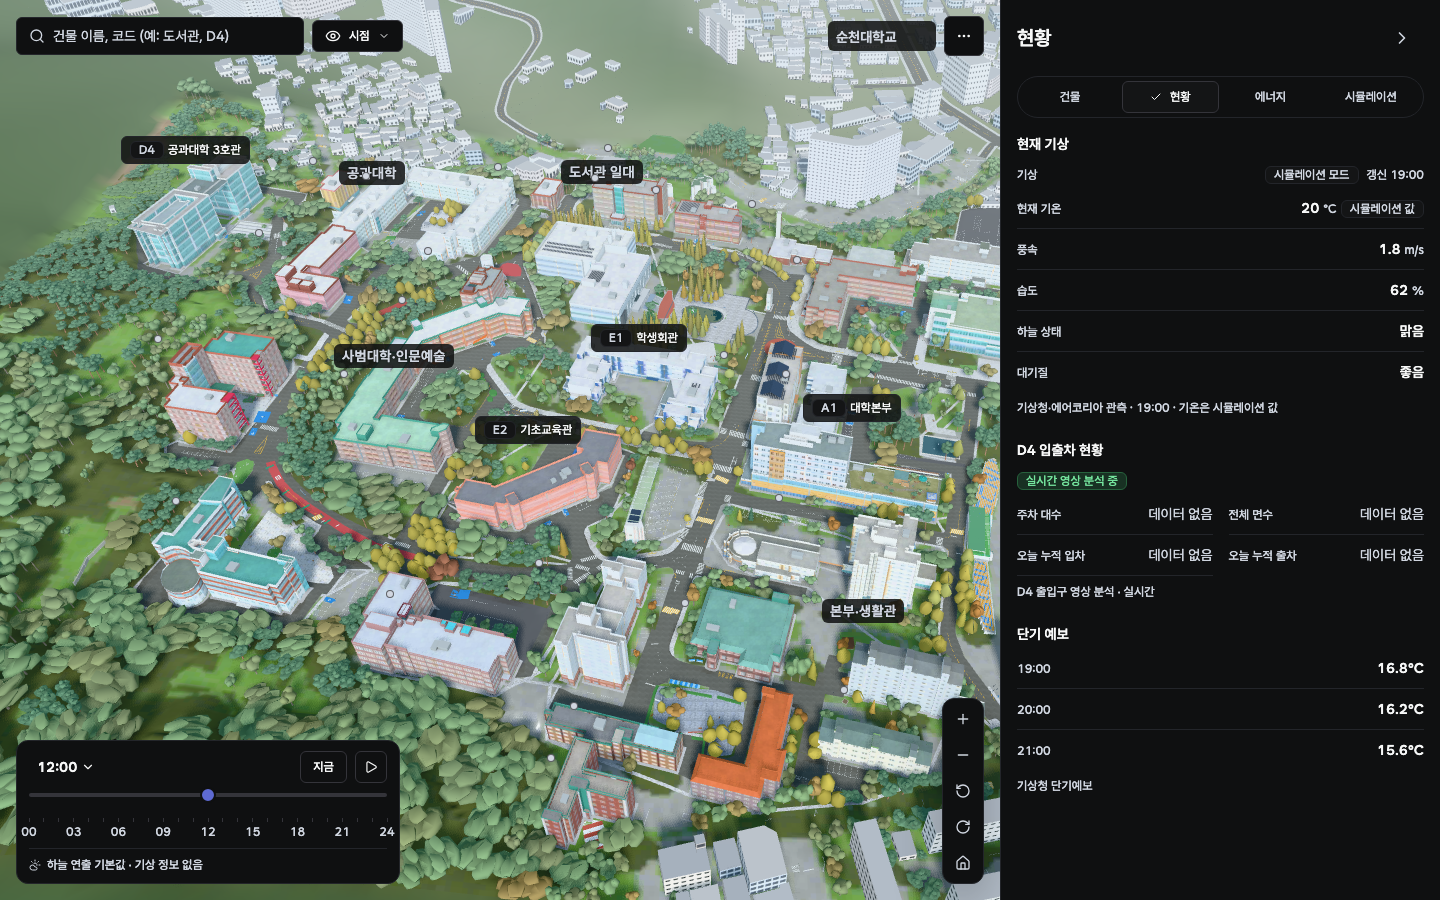 건물 이름, 코드 (예: 도서관, D4)
시점
순천대학교
D4 공과대학 3호관
공과대학
도서관 일대
E1 학생회관
사범대학·인문예술
A1 대학본부
E2 기초교육관
본부·생활관
12:00
지금
00 03 06 09 12 15 18 21 24
하늘 연출 기본값 · 기상 정보 없음
현황
건물 현황 에너지 시뮬레이션
현재 기상
기상 시뮬레이션 모드 갱신 19:00
현재 기온 20 °C 시뮬레이션 값
풍속 1.8 m/s
습도 62 %
하늘 상태 맑음
대기질 좋음
기상청·에어코리아 관측 · 19:00 · 기온은 시뮬레이션 값
D4 입출차 현황
실시간 영상 분석 중
주차 대수 데이터 없음 전체 면수 데이터 없음
오늘 누적 입차 데이터 없음 오늘 누적 출차 데이터 없음
D4 출입구 영상 분석 · 실시간
단기 예보
19:00 16.8°C
20:00 16.2°C
21:00 15.6°C
기상청 단기예보